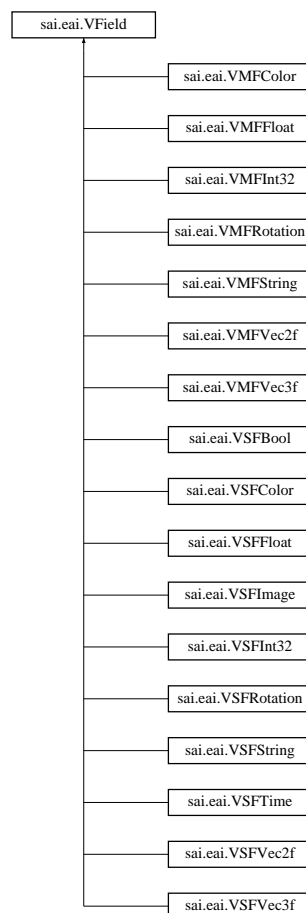 sai.eai.VField
sai.eai.VMFColor
sai.eai.VMFFloat
sai.eai.VMFInt32
sai.eai.VMFRotation
sai.eai.VMFString
sai.eai.VMFVec2f
sai.eai.VMFVec3f
sai.eai.VSFBool
sai.eai.VSFColor
sai.eai.VSFFloat
sai.eai.VSFImage
sai.eai.VSFInt32
sai.eai.VSFRotation
sai.eai.VSFString
sai.eai.VSFTime
sai.eai.VSFVec2f
sai.eai.VSFVec3f